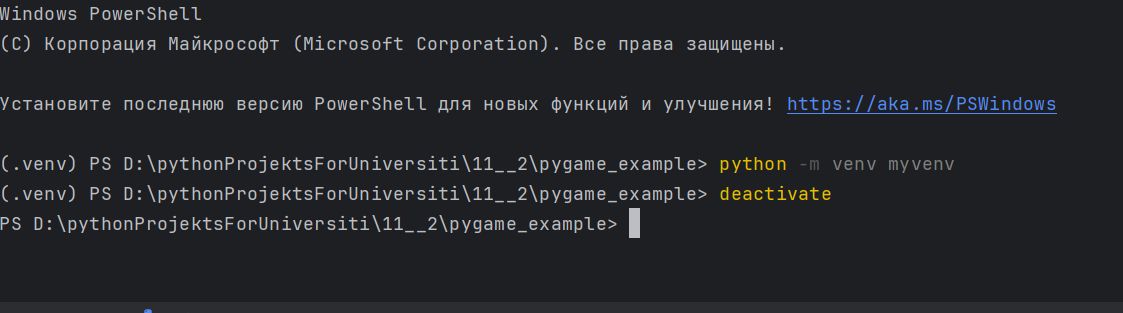 Windows PowerShell
(C) Корпорация Майкрософт (Microsoft Corporation). Все права защищены.
Установите последнюю версию PowerShell для новых функций и улучшения! https://aka.ms/PSWindows
(.venv) PS D:\pythonProjektsForUniversiti\11__2\pygame_example> python -m venv myvenv
(.venv) PS D:\pythonProjektsForUniversiti\11__2\pygame_example> deactivate
PS D:\pythonProjektsForUniversiti\11__2\pygame_example>